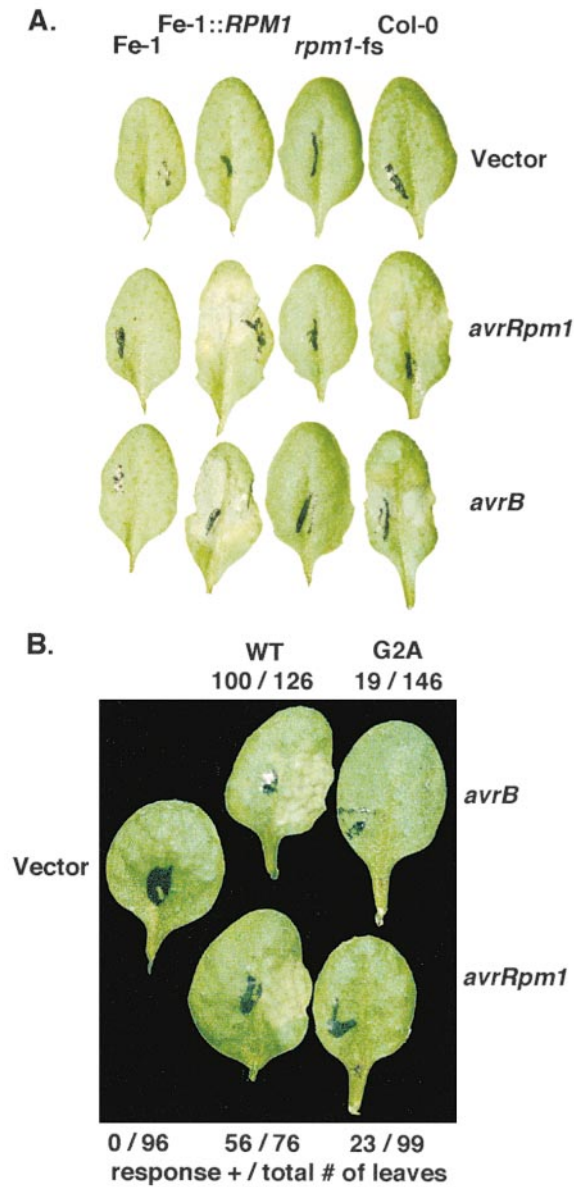 A.
Fe-1 Fe-1::RPM1 rpm1-fs Col-0
Vector
avrRpm1
avrB
B.
WT G2A
100 / 126 19 / 146
avrB
Vector
avrRpm1
0 / 96 56 / 76 23 / 99
response + / total # of leaves